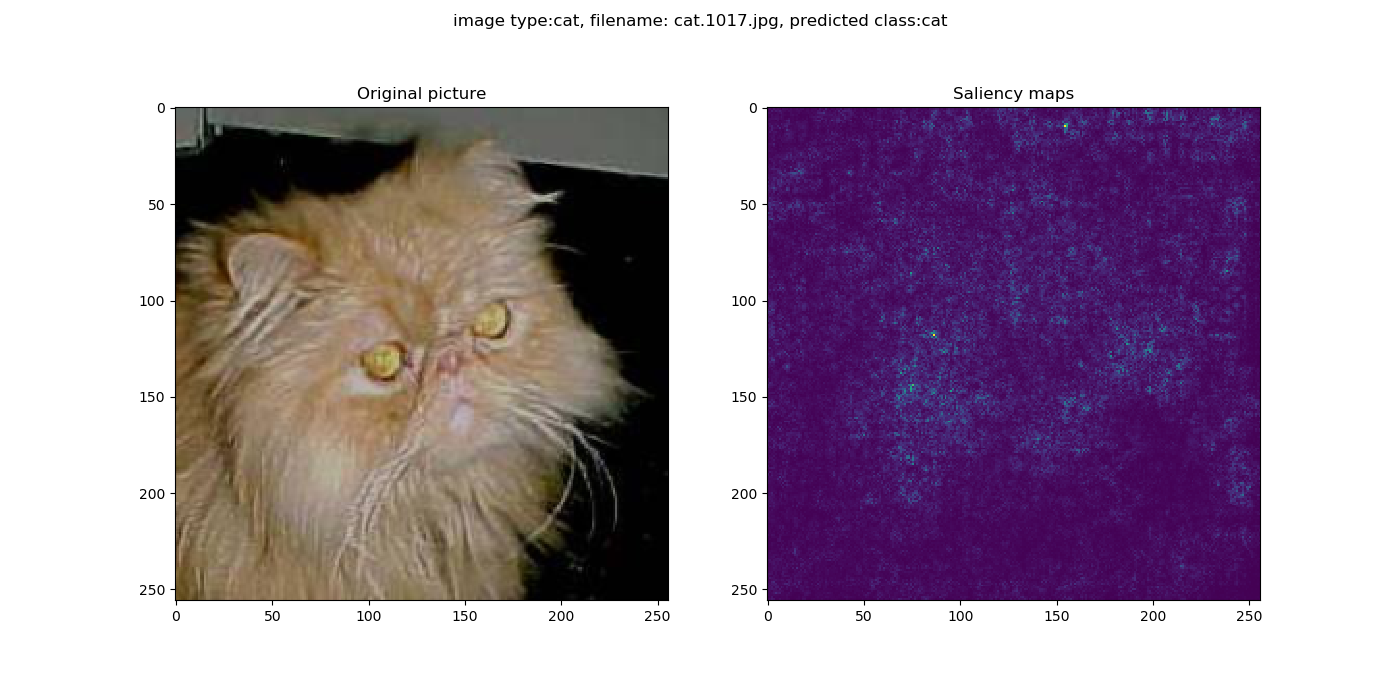 image type:cat, filename: cat.1017.jpg, predicted class:cat
Original picture
0
50
100
150
200
250
0 50 100 150 200 250
Saliency maps
0
50
100
150
200
250
0 50 100 150 200 250